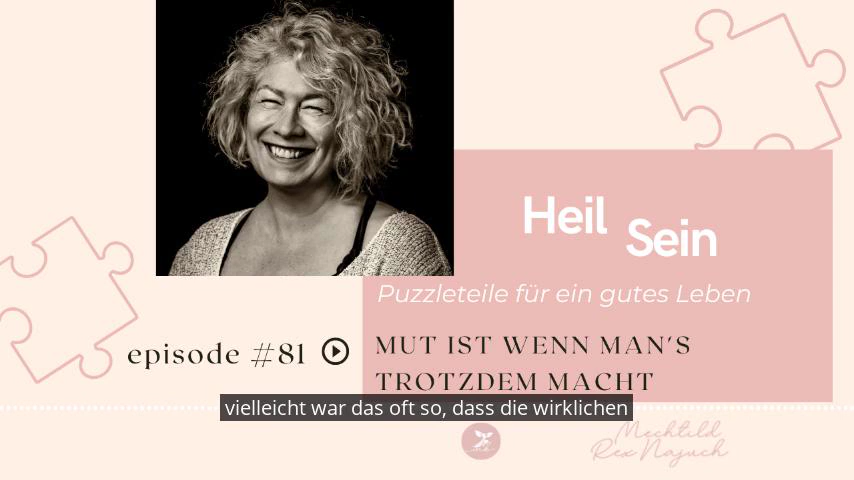 Heil
Sein
Puzzleteile für ein gutes Leben
episode #81
MUT IST WENN MAN'S
TROTZDEM MACHT
vielleicht war das oft so, dass die wirklichen
Mechtild
Rex Najuch